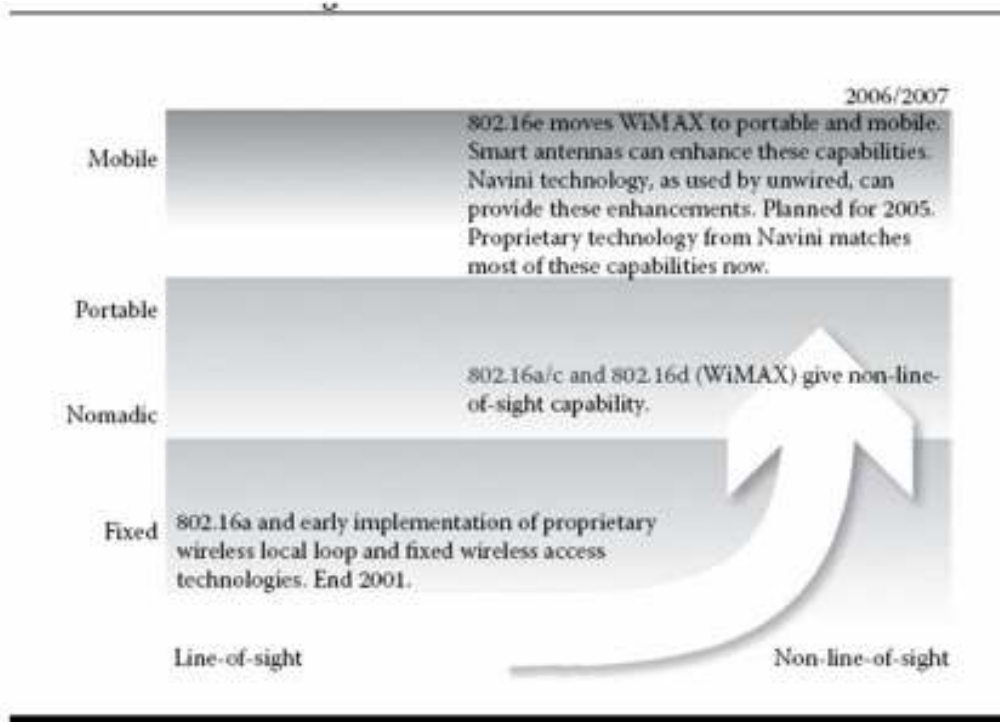 2006/2007
Mobile
802.16e moves WiMAX to portable and mobile.
Smart antennas can enhance these capabilities.
Navini technology, as used by unwired, can
provide these enhancements. Planned for 2005.
Proprietary technology from Navini matches
most of these capabilities now.
Portable
802.16a/c and 802.16d (WiMAX) give non-line-
of-sight capability.
Nomadic
Fixed
802.16a and early implementation of proprietary
wireless local loop and fixed wireless access
technologies. End 2001.
Line-of-sight
Non-line-of-sight